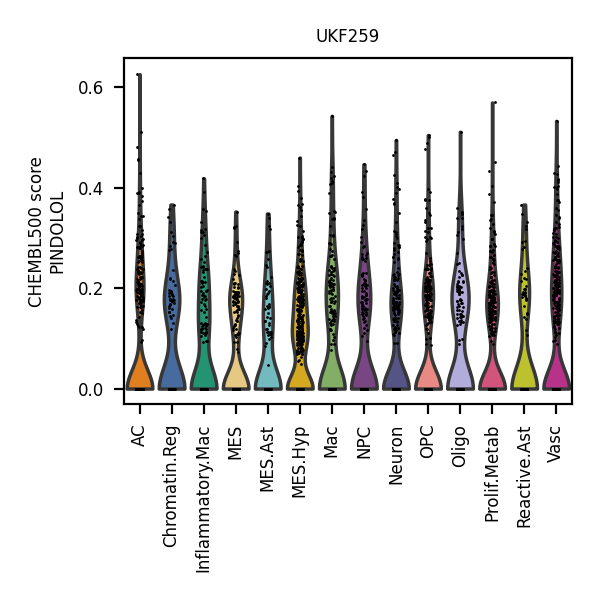 UKF259
CHEMBL500 score
PINDOLOL
0.6
0.4
0.2
0.0
AC
Chromatin.Reg
Inflammatory.Mac
MES
MES.Ast
MES.Hyp
Mac
NPC
Neuron
OPC
Oligo
Prolif.Metab
Reactive.Ast
Vasc